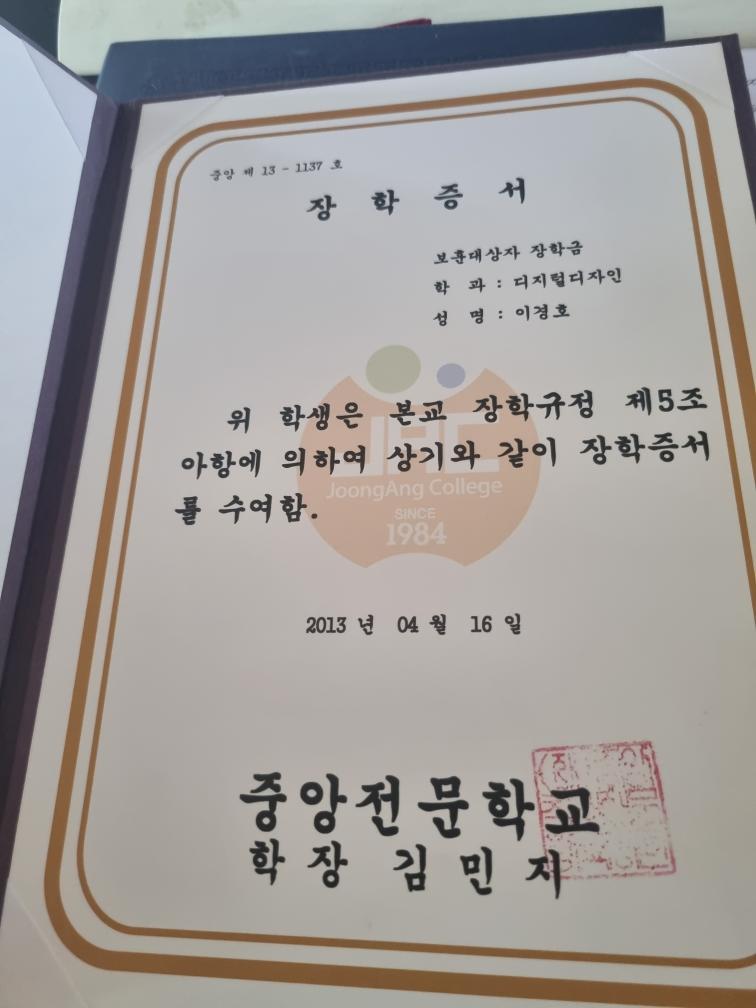 중앙 제 13 - 1137 호
장 학 증 서
보훈대상자 장학금
학 과 : 디지털디자인
성 명 : 이경호
위 학생은 본교 장학규정 제5조
아항에 의하여 상기와 같이 장학증서
를 수여함.
JAC
JoongAng College
SINCE
1984
2013 년 04 월 16 일
중앙전문학교
학 장 김 민 지